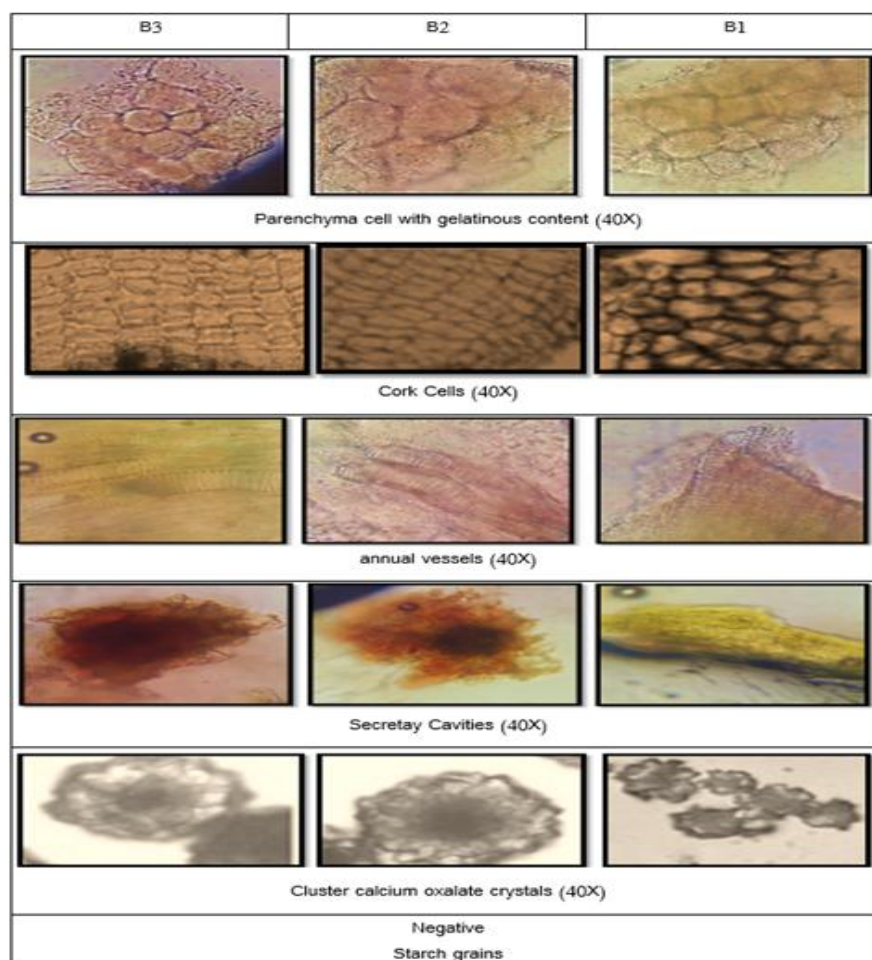 B3 B2 B1
Parenchyma cell with gelatinous content (40X)
Cork Cells (40X)
annual vessels (40X)
Secretay Cavities (40X)
Cluster calcium oxalate crystals (40X)
Negative
Starch grains